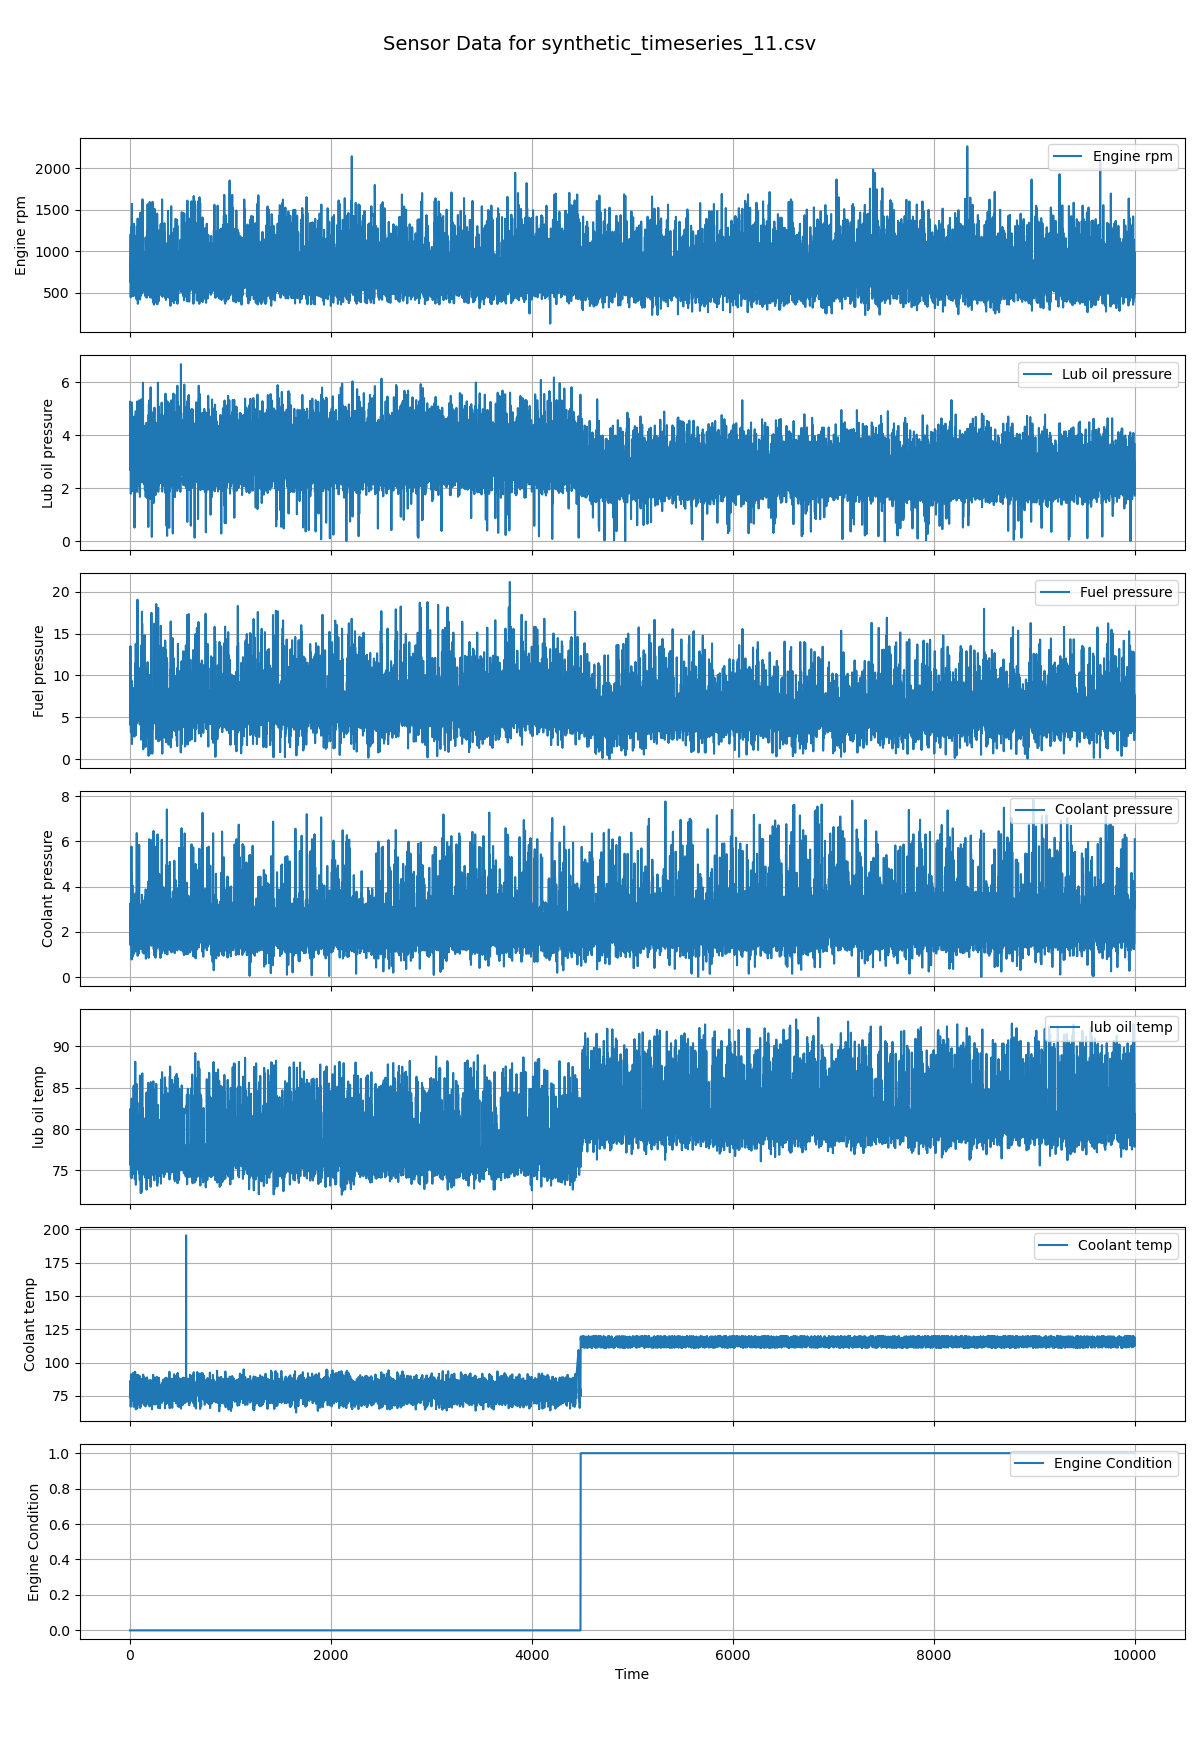 Sensor Data for synthetic_timeseries_11.csv
Engine rpm
2000
1500
1000
500
Engine rpm
Lub oil pressure
6
4
2
0
Lub oil pressure
Fuel pressure
20
15
10
5
0
Fuel pressure
Coolant pressure
8
6
4
2
0
Coolant pressure
lub oil temp
90
85
80
75
lub oil temp
Coolant temp
200
175
150
125
100
75
Coolant temp
Engine Condition
1.0
0.8
0.6
0.4
0.2
0.0
Engine Condition
0 2000 4000 6000 8000 10000
Time